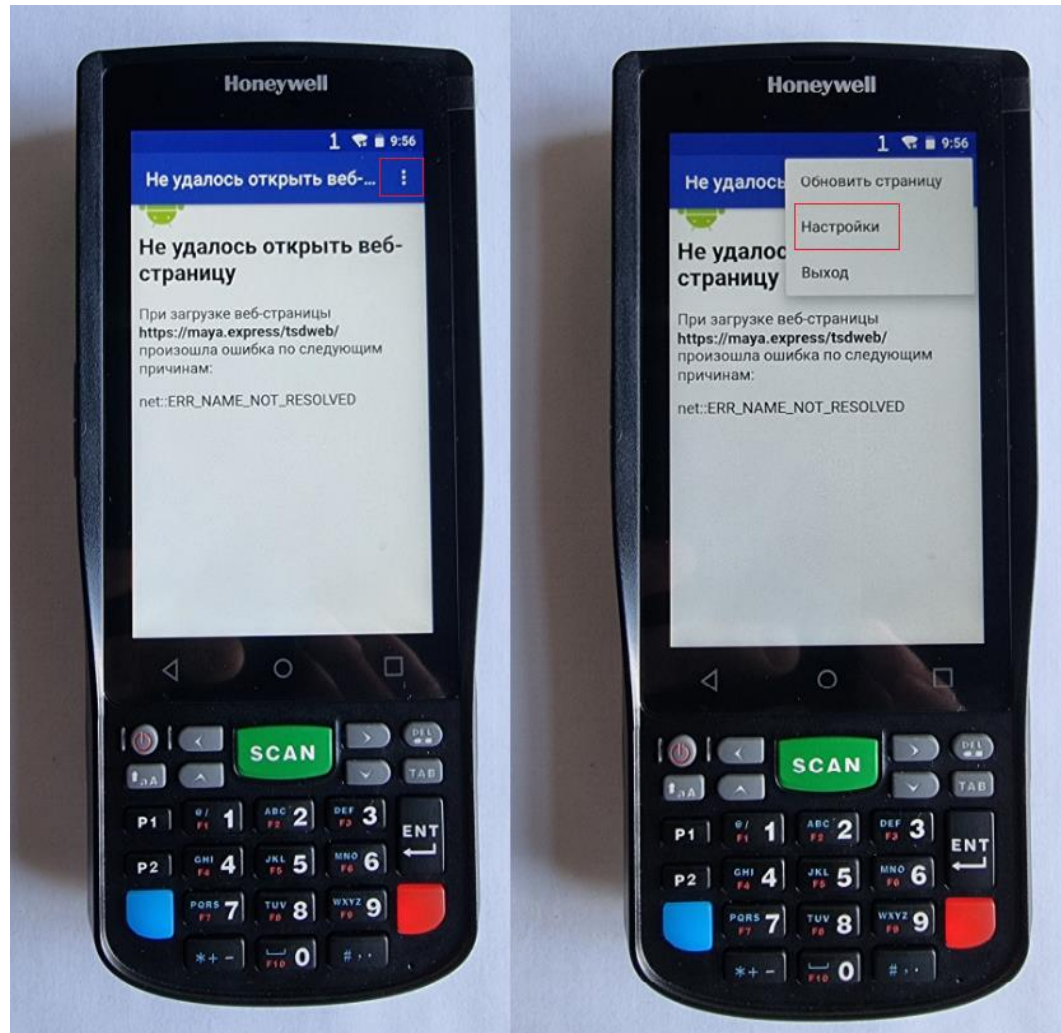 Honeywell
1 9:56
Не удалось открыть веб-...
Не удалось открыть веб-
страницу
При загрузке веб-страницы
https://maya.express/tsdweb/
произошла ошибка по следующим
причинам:
net::ERR_NAME_NOT_RESOLVED
SCAN
DEL
aA
TAB
P1
@/ F1 1
ABC F2 2
DEF F3 3
ENT
P2
GHI F4 4
JKL F5 5
MNO F6 6
PQRS F7 7
TUV F8 8
WXYZ F9 9
*+-
F10 0
#..
Honeywell
1 9:56
Не удалось
Обновить страницу
Настройки
Выход
Не удалос
страницу
При загрузке веб-страницы
https://maya.express/tsdweb/
произошла ошибка по следующим
причинам:
net::ERR_NAME_NOT_RESOLVED
SCAN
DEL
aA
TAB
P1
@/ F1 1
ABC F2 2
DEF F3 3
ENT
P2
GHI F4 4
JKL F5 5
MNO F6 6
PQRS F7 7
TUV F8 8
WXYZ F9 9
*+-
F10 0
#..